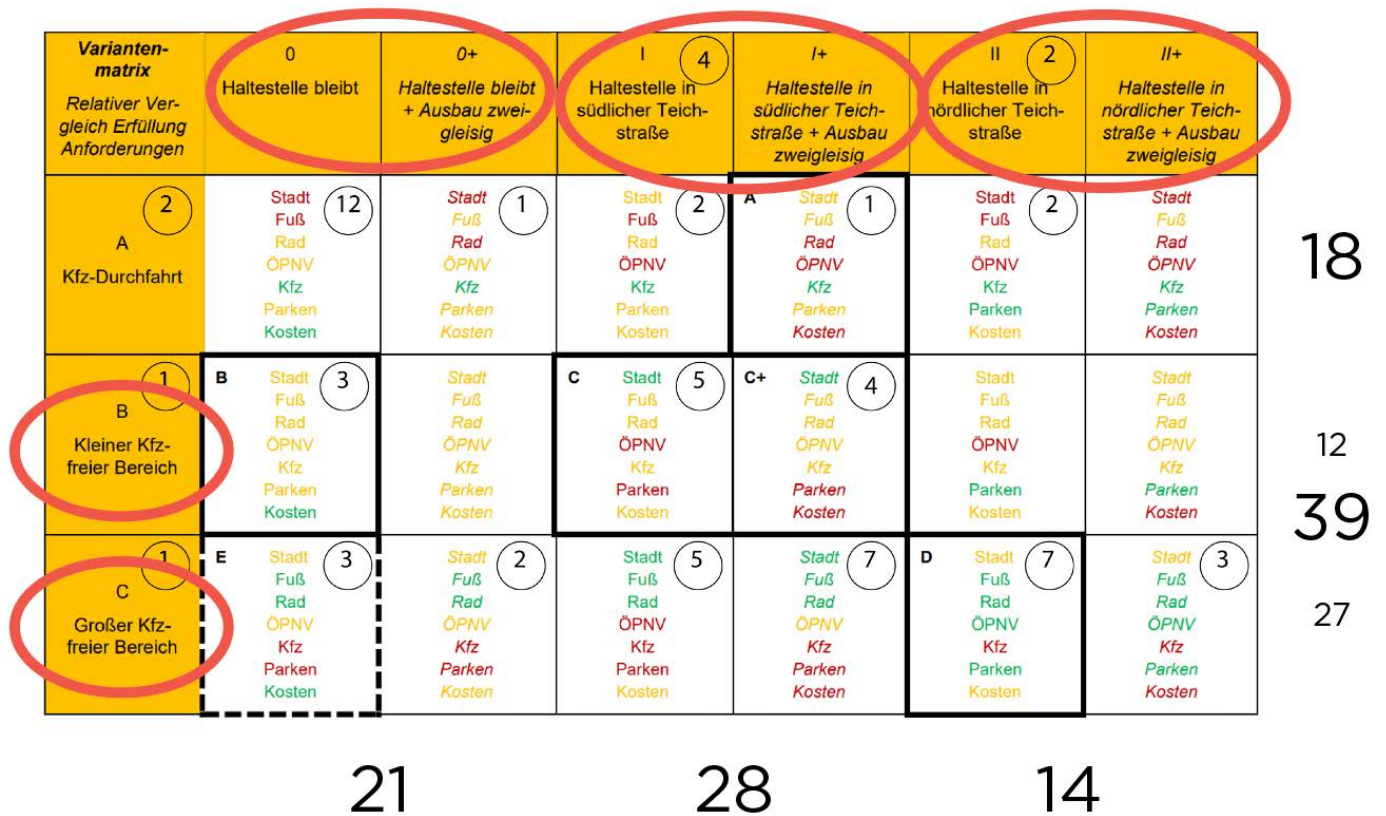 Varianten-
matrix
Relativer Ver-
gleich Erfüllung
Anforderungen
0
Haltestelle bleibt
0+
Haltestelle bleibt
+ Ausbau zwei-
gleisig
I
4
Haltestelle in
südlicher Teich-
straße
I+
Haltestelle in
südlicher Teich-
straße + Ausbau
zweigleisig
II
2
Haltestelle in
nördlicher Teich-
straße
II+
Haltestelle in
nördlicher Teich-
straße + Ausbau
zweigleisig
2
A
Kfz-Durchfahrt
12
Stadt
Fuß
Rad
ÖPNV
Kfz
Parken
Kosten
1
Stadt
Fuß
Rad
ÖPNV
Kfz
Parken
Kosten
2
Stadt
Fuß
Rad
ÖPNV
Kfz
Parken
Kosten
A
1
Stadt
Fuß
Rad
ÖPNV
Kfz
Parken
Kosten
2
Stadt
Fuß
Rad
ÖPNV
Kfz
Parken
Kosten
Stadt
Fuß
Rad
ÖPNV
Kfz
Parken
Kosten
18
1
B
Kleiner Kfz-
freier Bereich
B
3
Stadt
Fuß
Rad
ÖPNV
Kfz
Parken
Kosten
Stadt
Fuß
Rad
ÖPNV
Kfz
Parken
Kosten
C
5
Stadt
Fuß
Rad
ÖPNV
Kfz
Parken
Kosten
C+
4
Stadt
Fuß
Rad
ÖPNV
Kfz
Parken
Kosten
Stadt
Fuß
Rad
ÖPNV
Kfz
Parken
Kosten
Stadt
Fuß
Rad
ÖPNV
Kfz
Parken
Kosten
12
39
1
C
Großer Kfz-
freier Bereich
E
3
Stadt
Fuß
Rad
ÖPNV
Kfz
Parken
Kosten
2
Stadt
Fuß
Rad
ÖPNV
Kfz
Parken
Kosten
5
Stadt
Fuß
Rad
ÖPNV
Kfz
Parken
Kosten
7
Stadt
Fuß
Rad
ÖPNV
Kfz
Parken
Kosten
D
7
Stadt
Fuß
Rad
ÖPNV
Kfz
Parken
Kosten
3
Stadt
Fuß
Rad
ÖPNV
Kfz
Parken
Kosten
27
21
28
14